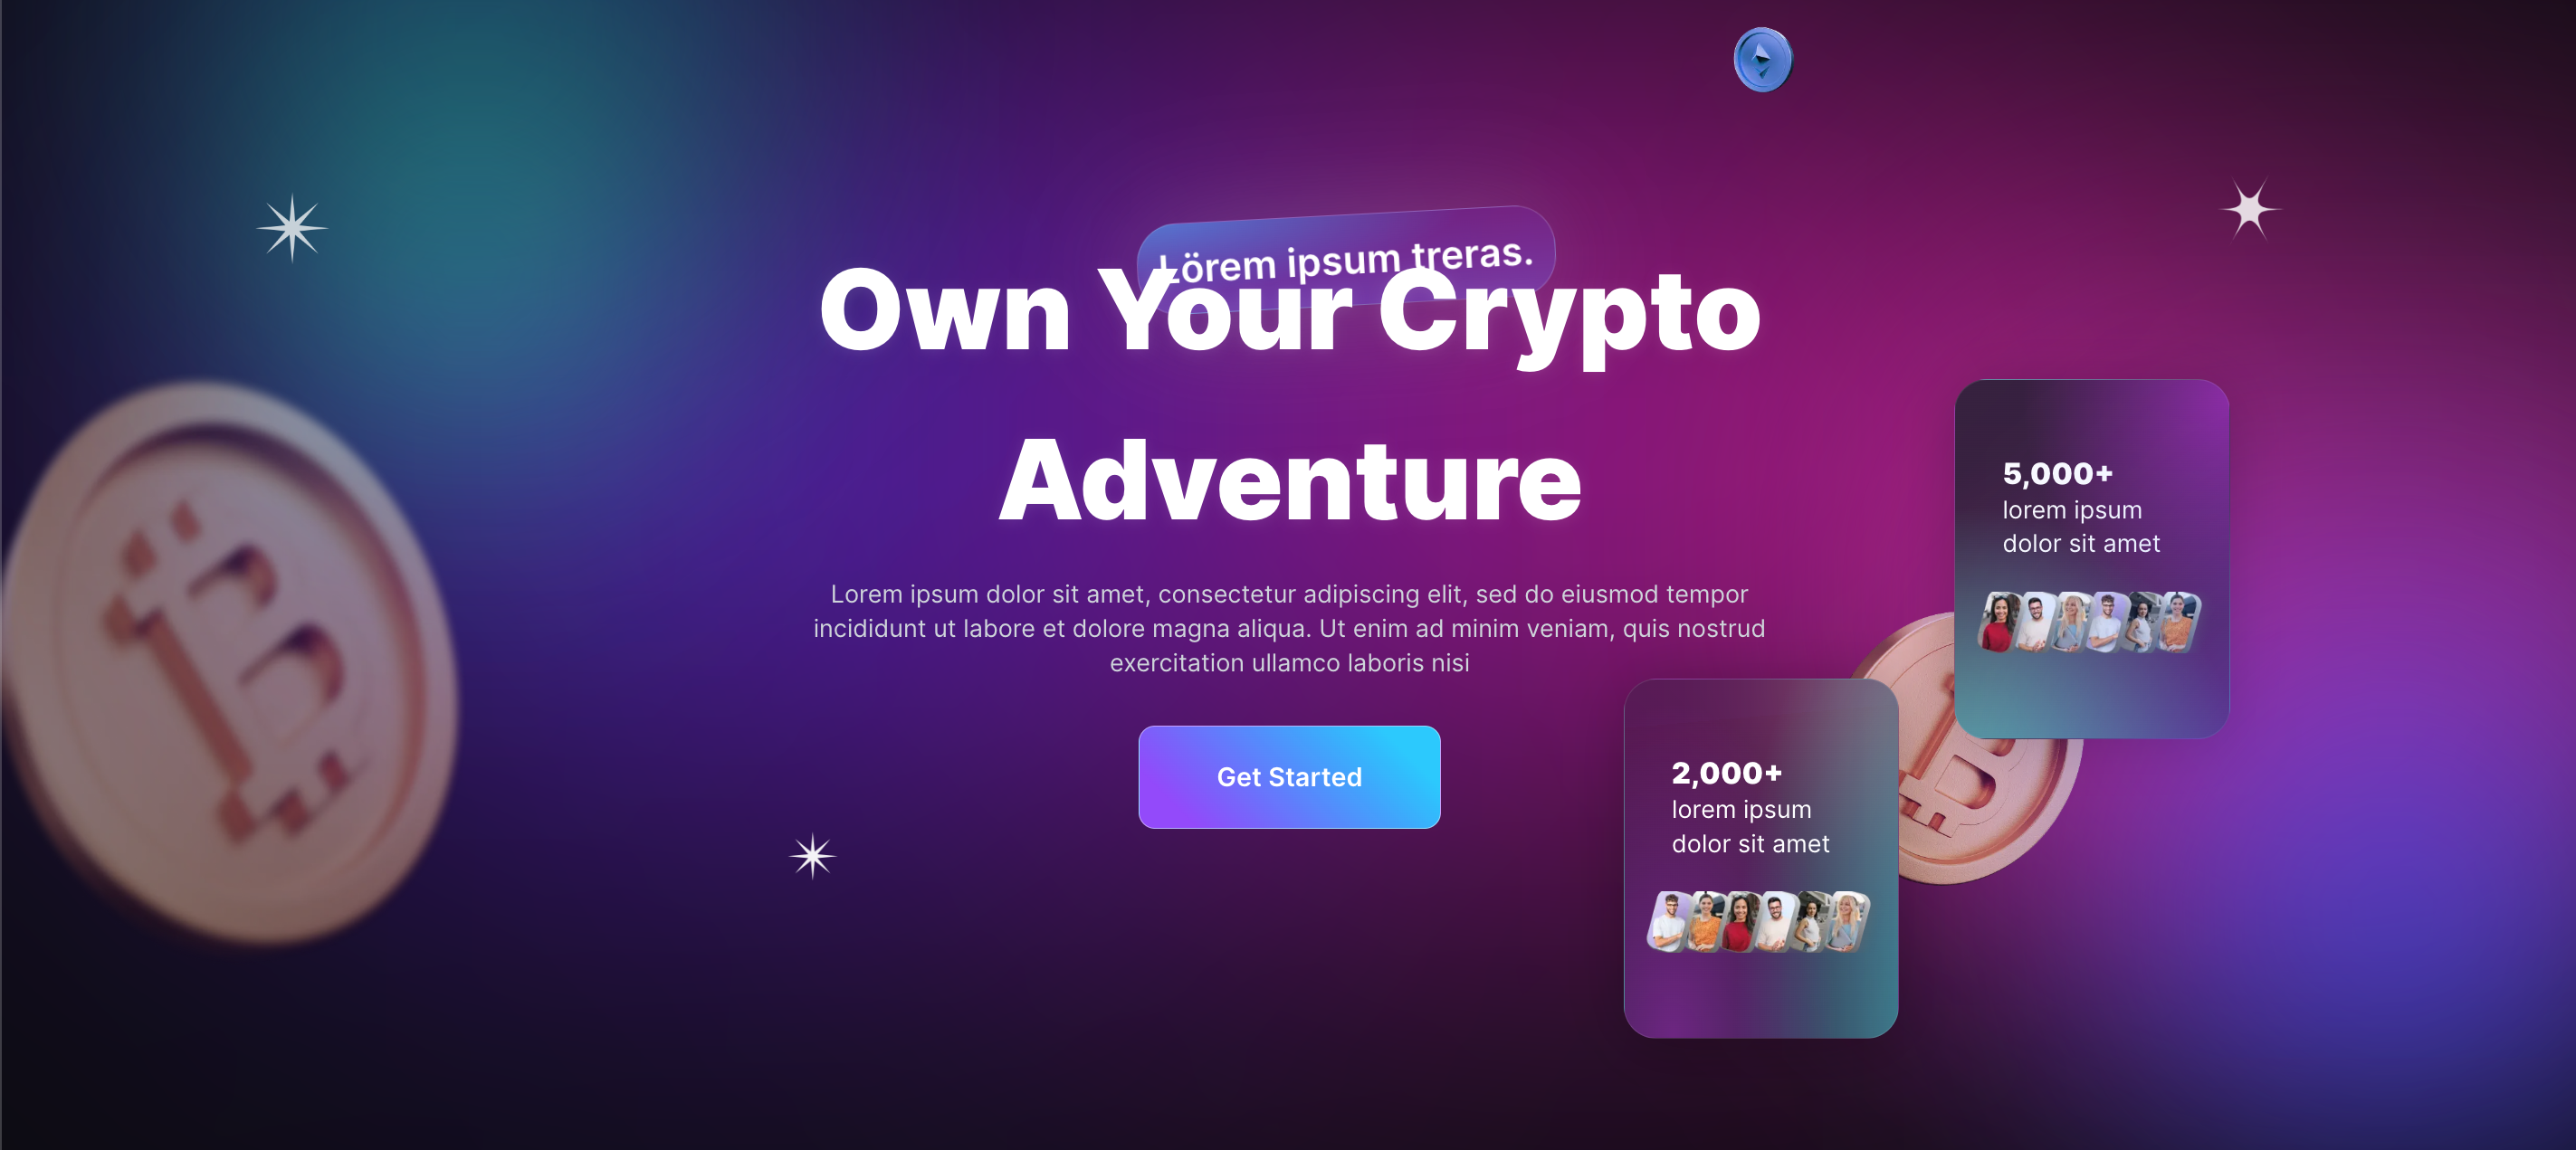 Lörem ipsum treras.
Own Your Crypto
Adventure
Lorem ipsum dolor sit amet, consectetur adipiscing elit, sed do eiusmod tempor
incididunt ut labore et dolore magna aliqua. Ut enim ad minim veniam, quis nostrud
exercitation ullamco laboris nisi
Get Started
5,000+
lorem ipsum
dolor sit amet
2,000+
lorem ipsum
dolor sit amet